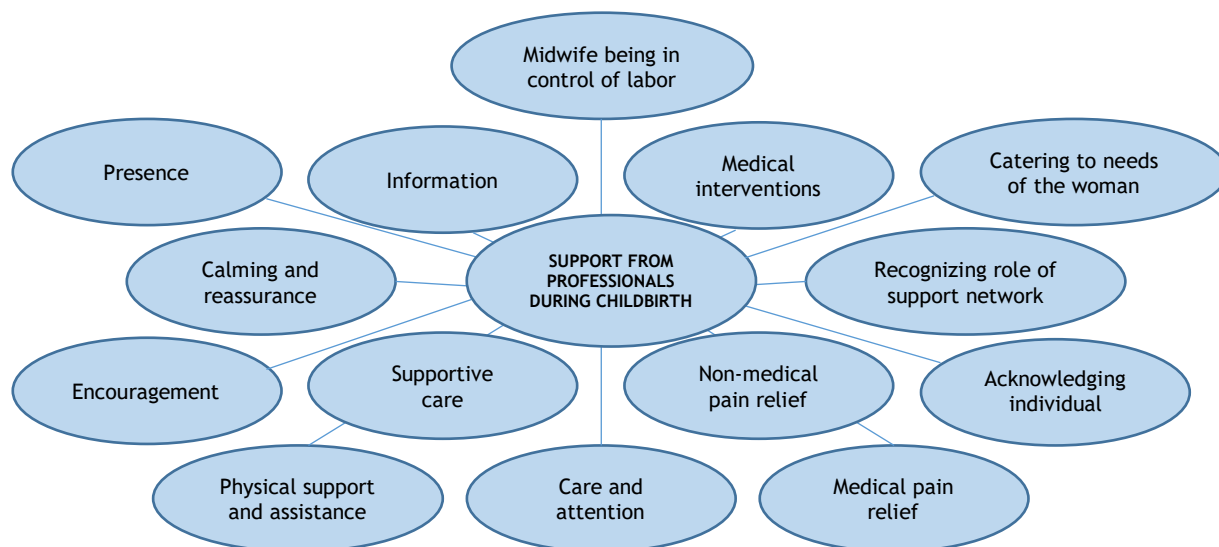 Midwife being in
control of labor
Presence
Information
Medical
interventions
Catering to needs
of the woman
Calming and
reassurance
SUPPORT FROM
PROFESSIONALS
DURING CHILDBIRTH
Recognizing role of
support network
Encouragement
Supportive
care
Non-medical
pain relief
Acknowledging
individual
Physical support
and assistance
Care and
attention
Medical pain
relief